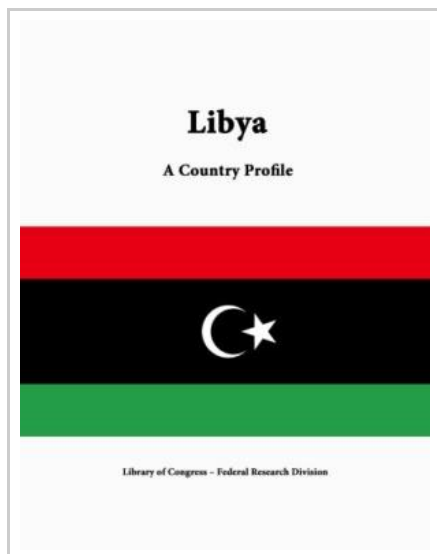 Libya
A Country Profile
Library of Congress – Federal Research Division